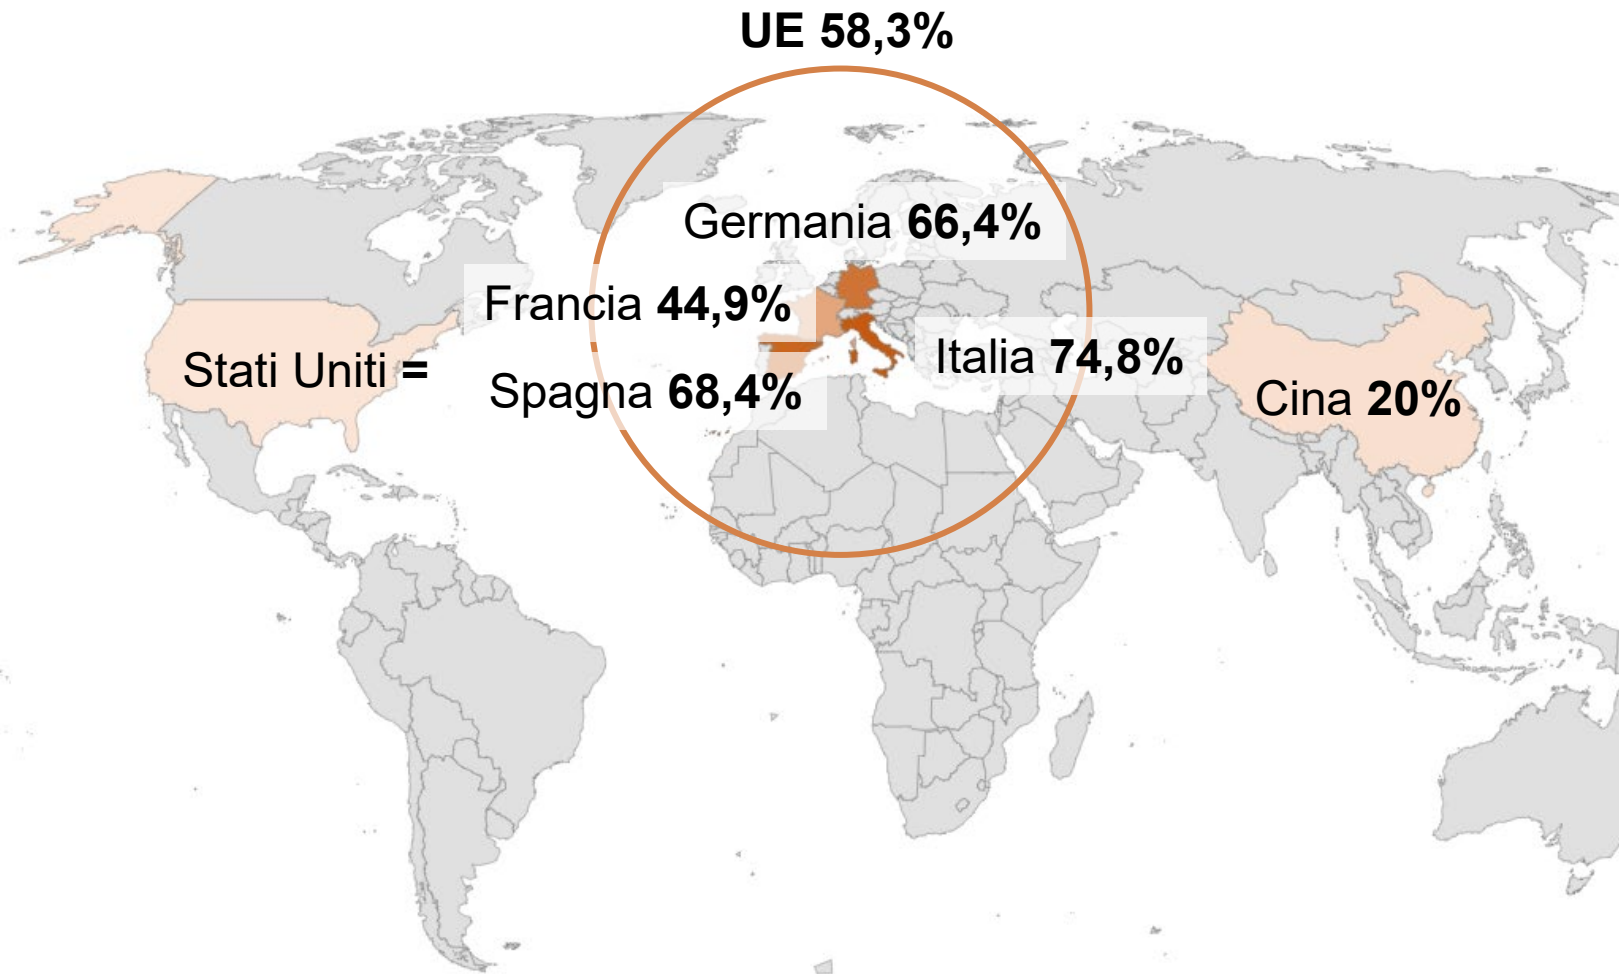 UE 58,3%
Germania 66,4%
Francia 44,9%
Italia 74,8%
Stati Uniti =
Spagna 68,4%
Cina 20%